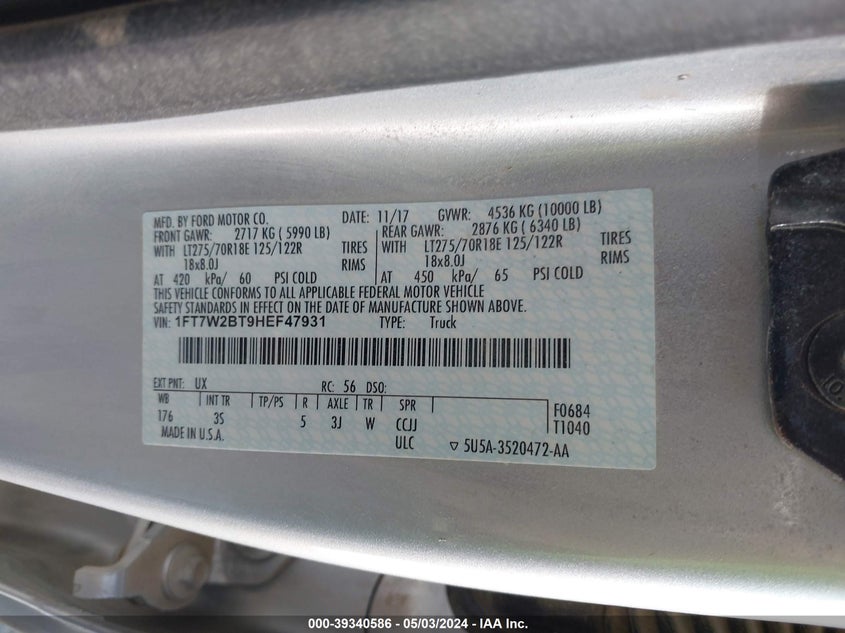 MFD. BY FORD MOTOR CO. DATE: 11/17 GVWR: 4536 KG (10000 LB)
FRONT GAWR: 2717 KG ( 5990 LB) REAR GAWR: 2876 KG ( 6340 LB)
WITH LT275/70R18E 125/122R TIRES WITH LT275/70R18E 125/122R TIRES
18x8.0J RIMS 18x8.0J RIMS
AT 420 kPa/ 60 PSI COLD AT 450 kPa/ 65 PSI COLD
THIS VEHICLE CONFORMS TO ALL APPLICABLE FEDERAL MOTOR VEHICLE
SAFETY STANDARDS IN EFFECT ON THE DATE OF MANUFACTURE SHOWN ABOVE.
VIN: 1FT7W2BT9HEF47931 TYPE: Truck
EXT PNT: UX RC: 56 DSO:
WB INT TR TP/PS R AXLE TR SPR F0684
176 3S 5 3J W CCJJ T1040
MADE IN U.S.A. ULC ▽ 5U5A-3520472-AA
000-39340586 - 05/03/2024 - IAA Inc.